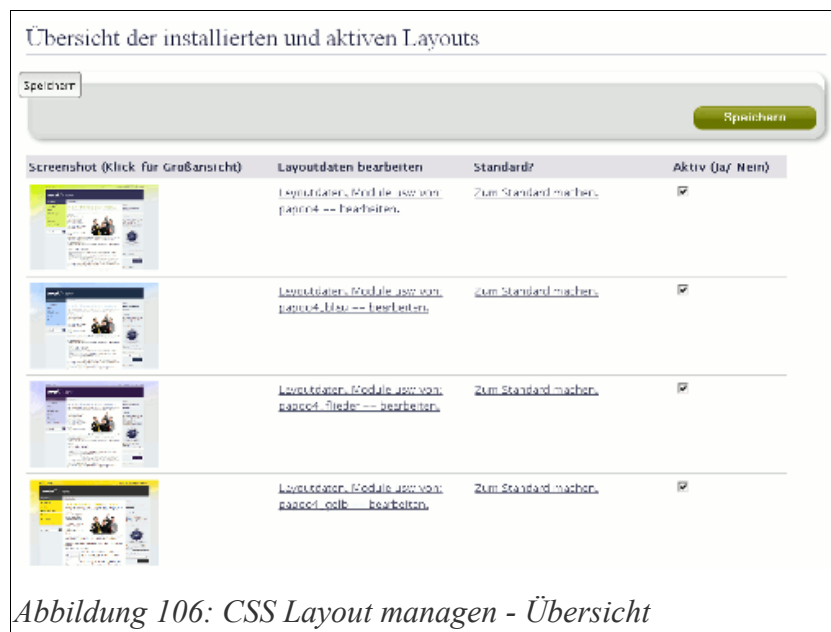 Übersicht der installierten und aktiven Layouts
Speichern
Speichern
Screenshot (Klick für Großansicht) Layoutdaten bearbeiten Standard? Aktiv (Ja/ Nein)
Layoutdaten, Module usw von: Zum Standard machen.
papoo4 -- bearbeiten.
Layoutdaten, Module usw von: Zum Standard machen.
papoo4_blau -- bearbeiten.
Layoutdaten, Module usw von: Zum Standard machen.
papoo4_flieder -- bearbeiten.
Layoutdaten, Module usw von: Zum Standard machen.
papoo4_gelb -- bearbeiten.
Abbildung 106: CSS Layout managen - Übersicht